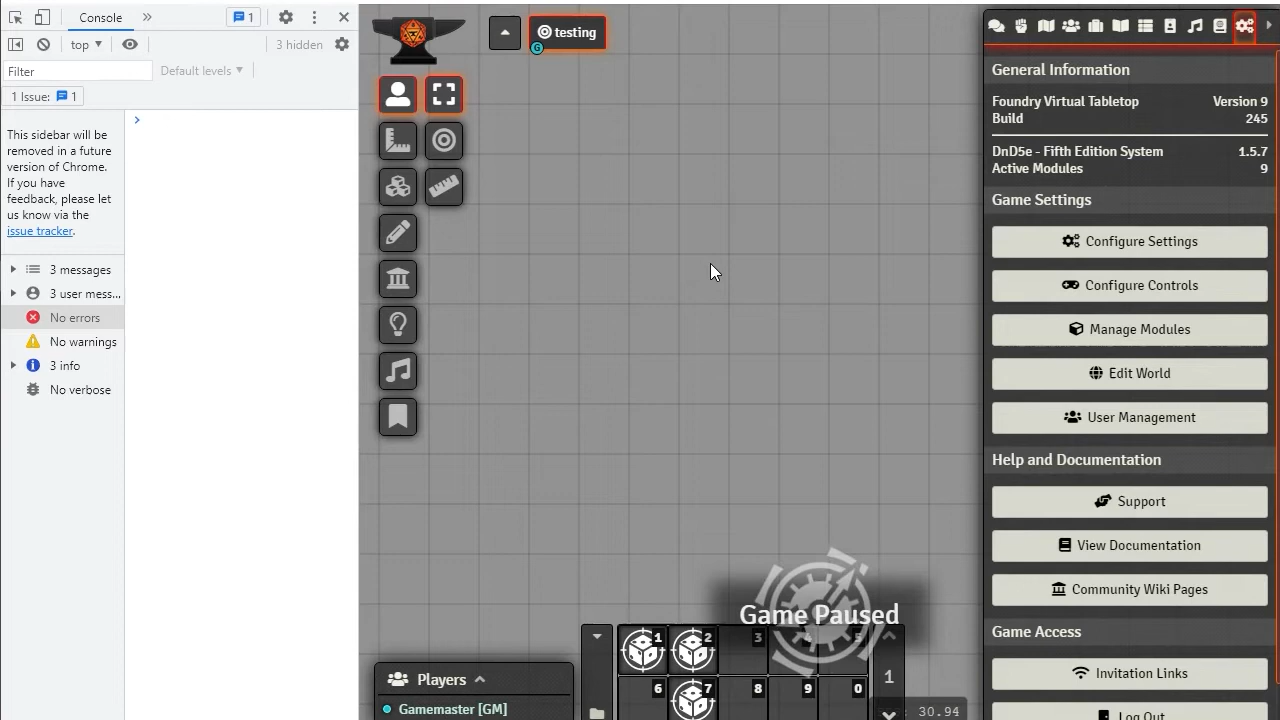 Console
1
top
3 hidden
Filter
Default levels
1 Issue: 1
This sidebar will
be removed in a
future version
of Chrome.
If you have
feedback, please let
us know via the
issue tracker.
3 messages
3 user mess...
No errors
No warnings
3 info
No verbose
testing
G
Game Paused
1 2 3 5
6 7 8 9 0
1
Players
Gamemaster [GM]
30.94
General Information
Foundry Virtual Tabletop Version 9
Build 245
DnD5e - Fifth Edition System 1.5.7
Active Modules 9
Game Settings
Configure Settings
Configure Controls
Manage Modules
Edit World
User Management
Help and Documentation
Support
View Documentation
Community Wiki Pages
Game Access
Invitation Links
Log Out